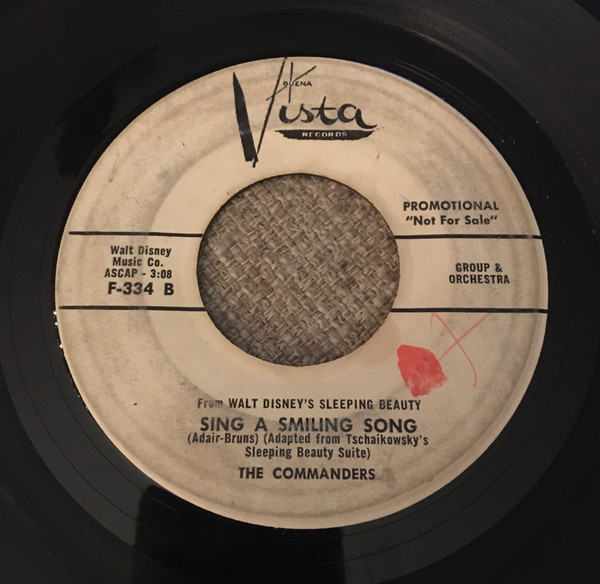 BUENA
Vista
RECORDS
PROMOTIONAL
"Not For Sale"
Walt Disney
Music Co.
ASCAP - 3:08
F-334 B
GROUP &
ORCHESTRA
From WALT DISNEY'S SLEEPING BEAUTY
SING A SMILING SONG
(Adair-Bruns) (Adapted from Tschaikowsky's
Sleeping Beauty Suite)
THE COMMANDERS